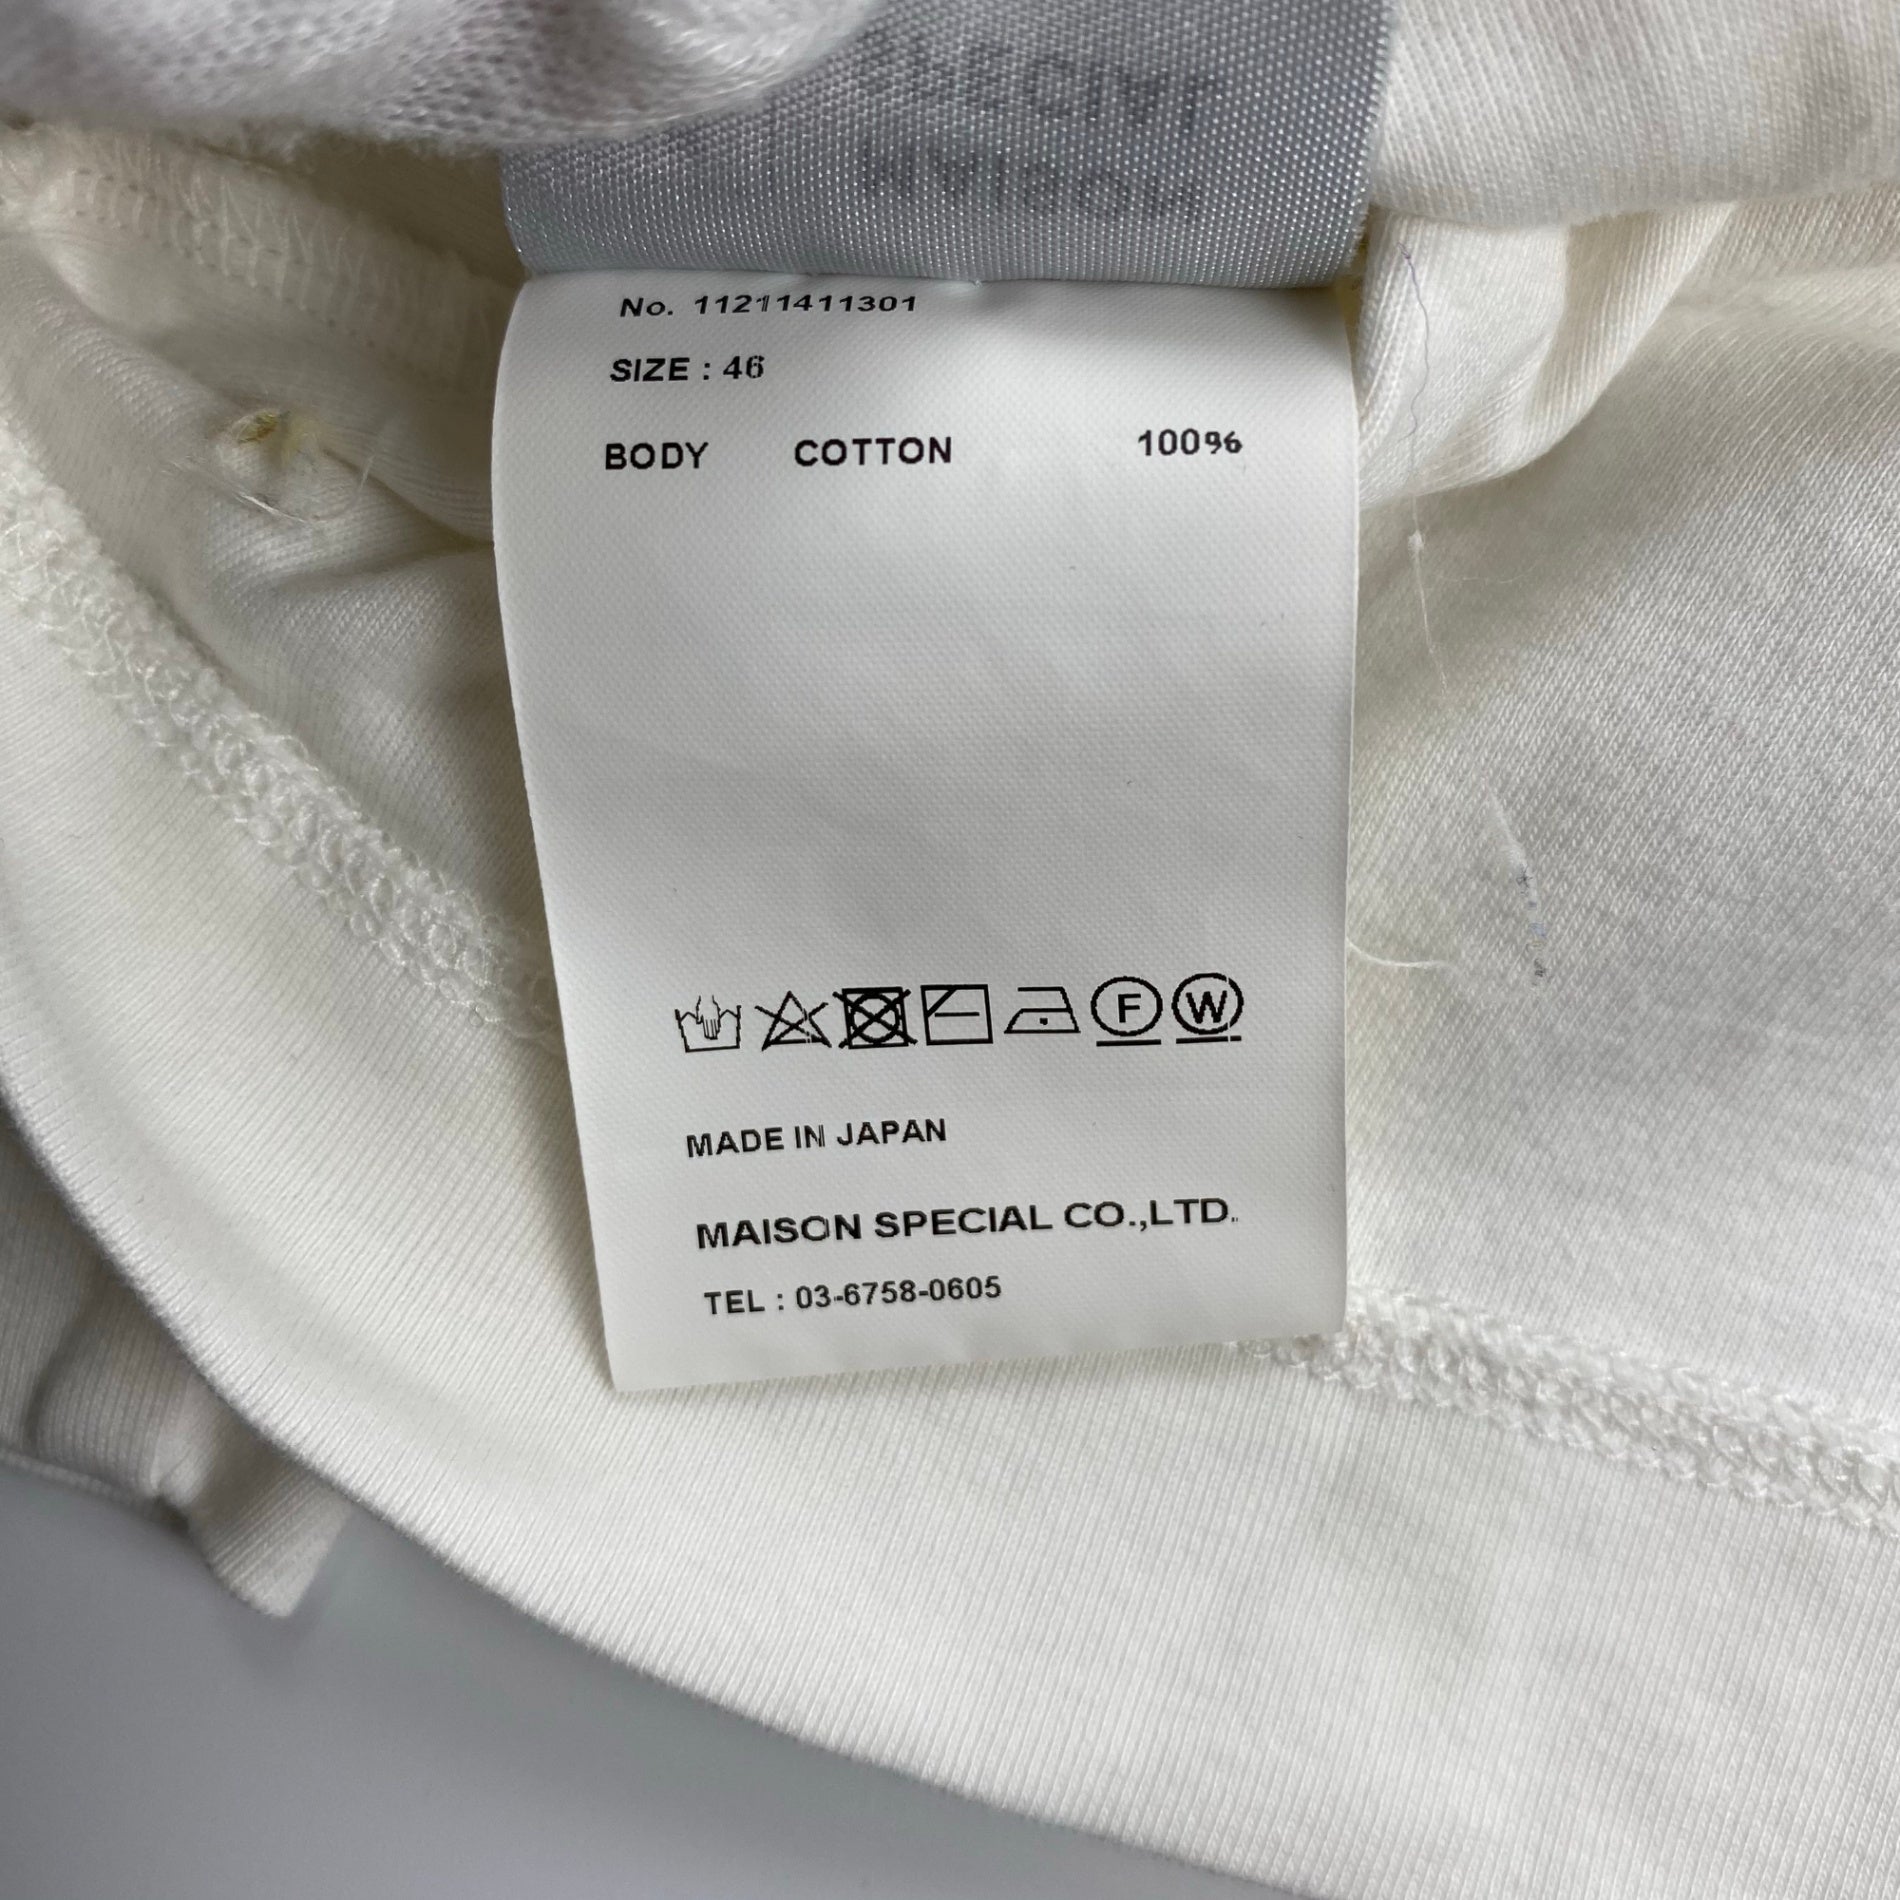 No. 11211411301
SIZE : 46
BODY COTTON 100%
F W
MADE IN JAPAN
MAISON SPECIAL CO.,LTD.
TEL : 03-6758-0605